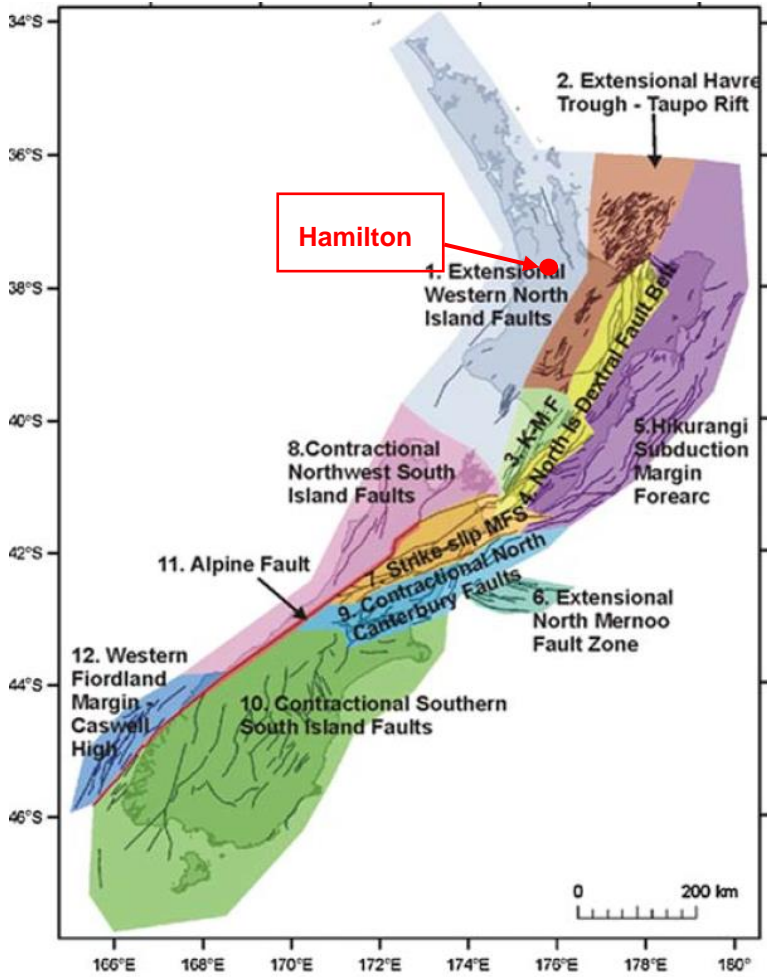 34°S
2. Extensional Havre
Trough - Taupo Rift
36°S
Hamilton
1. Extensional
Western North
Island Faults
38°S
40°S
3. K-M-F
4. North Is Dextral Fault Belt
5.Hikurangi
Subduction
Margin
Forearc
8.Contractional
Northwest South
Island Faults
42°S
7. Strike-slip MFS
11. Alpine Fault
9. Contractional North
Canterbury Faults
6. Extensional
North Mernoo
Fault Zone
12. Western
Fiordland
Margin -
Caswell
High
44°S
10. Contractional Southern
South Island Faults
46°S
0 200 km
166°E 168°E 170°E 172°E 174°E 176°E 178°E 160°